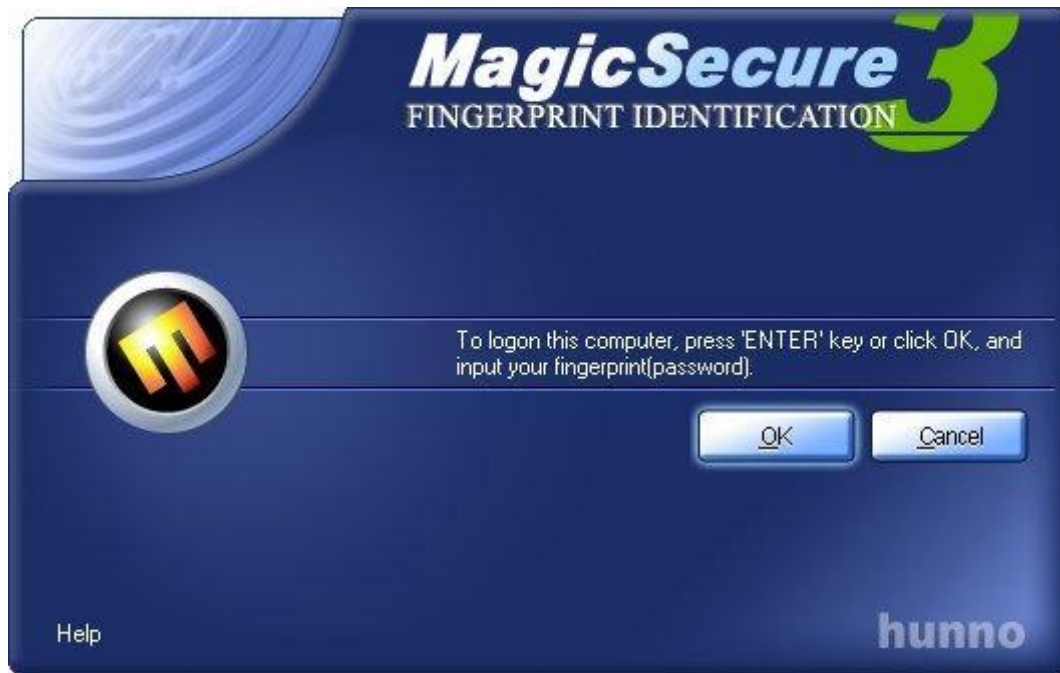 MagicSecure 3
FINGERPRINT IDENTIFICATION
To logon this computer, press 'ENTER' key or click OK, and
input your fingerprint(password).
OK
Cancel
Help
hunno